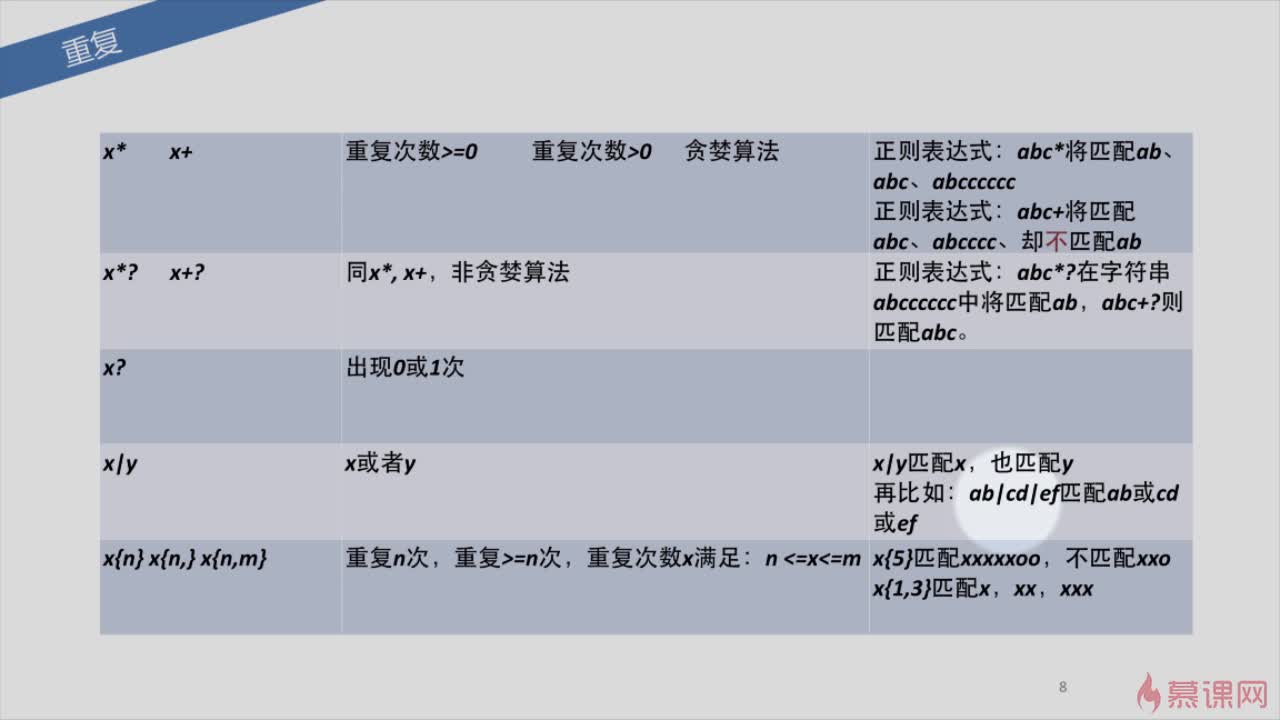 重复
x* x+
重复次数>=0 重复次数>0 贪婪算法
正则表达式：abc*将匹配ab、
abc、abcccccc
正则表达式：abc+将匹配
abc、abcccc、却不匹配ab
x*? x+?
同x*, x+，非贪婪算法
正则表达式：abc*?在字符串
abcccccc中将匹配ab，abc+?则
匹配abc。
x?
出现0或1次
x|y
x或者y
x|y匹配x，也匹配y
再比如：ab|cd|ef匹配ab或cd
或ef
x{n} x{n,} x{n,m}
重复n次，重复>=n次，重复次数x满足：n <=x<=m
x{5}匹配xxxxxoo，不匹配xxo
x{1,3}匹配x，xx，xxx
8
慕课网